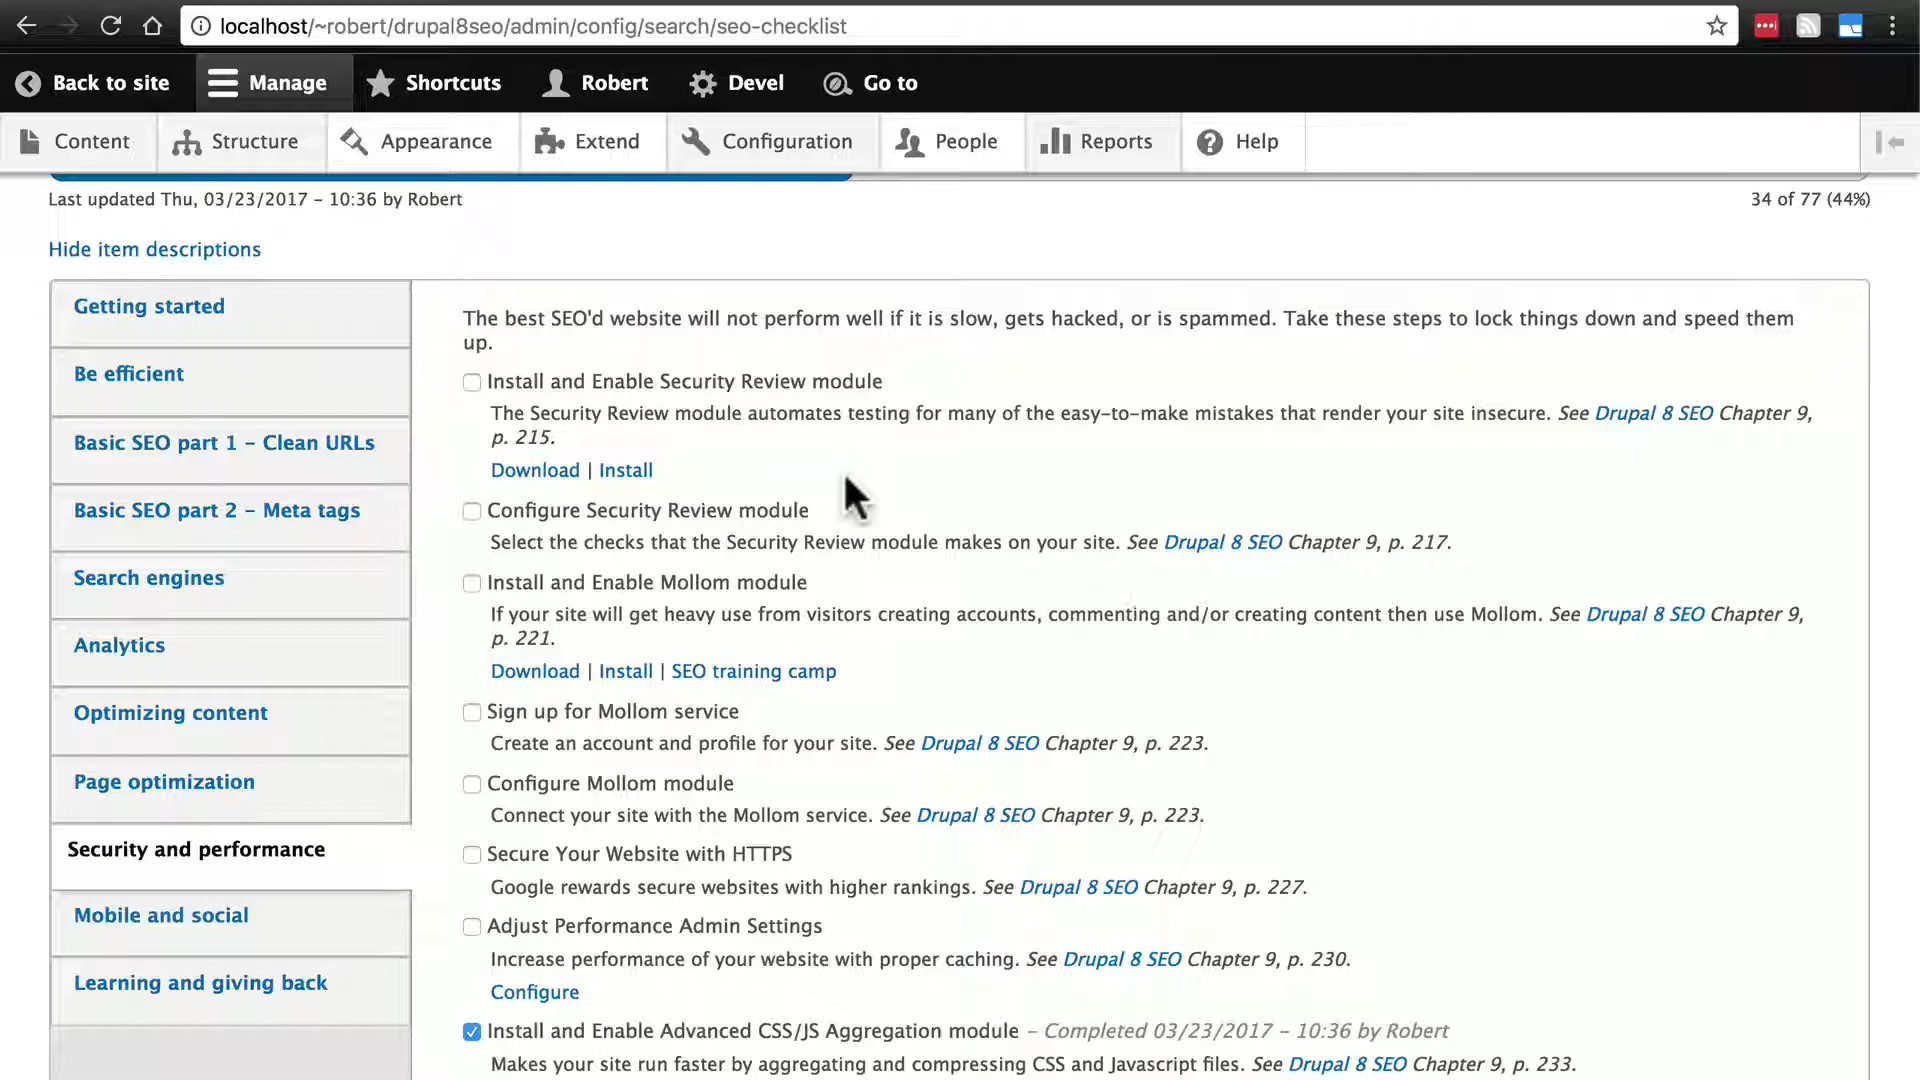 localhost/~robert/drupal8seo/admin/config/search/seo-checklist
Back to site Manage Shortcuts Robert Devel Go to
Content Structure Appearance Extend Configuration People Reports Help
Last updated Thu, 03/23/2017 - 10:36 by Robert 34 of 77 (44%)
Hide item descriptions
Getting started
Be efficient
Basic SEO part 1 - Clean URLs
Basic SEO part 2 - Meta tags
Search engines
Analytics
Optimizing content
Page optimization
Security and performance
Mobile and social
Learning and giving back
The best SEO'd website will not perform well if it is slow, gets hacked, or is spammed. Take these steps to lock things down and speed them
up.
Install and Enable Security Review module
The Security Review module automates testing for many of the easy-to-make mistakes that render your site insecure. See Drupal 8 SEO Chapter 9,
p. 215.
Download | Install
Configure Security Review module
Select the checks that the Security Review module makes on your site. See Drupal 8 SEO Chapter 9, p. 217.
Install and Enable Mollom module
If your site will get heavy use from visitors creating accounts, commenting and/or creating content then use Mollom. See Drupal 8 SEO Chapter 9,
p. 221.
Download | Install | SEO training camp
Sign up for Mollom service
Create an account and profile for your site. See Drupal 8 SEO Chapter 9, p. 223.
Configure Mollom module
Connect your site with the Mollom service. See Drupal 8 SEO Chapter 9, p. 223.
Secure Your Website with HTTPS
Google rewards secure websites with higher rankings. See Drupal 8 SEO Chapter 9, p. 227.
Adjust Performance Admin Settings
Increase performance of your website with proper caching. See Drupal 8 SEO Chapter 9, p. 230.
Configure
Install and Enable Advanced CSS/JS Aggregation module - Completed 03/23/2017 - 10:36 by Robert
Makes your site run faster by aggregating and compressing CSS and Javascript files. See Drupal 8 SEO Chapter 9, p. 233.